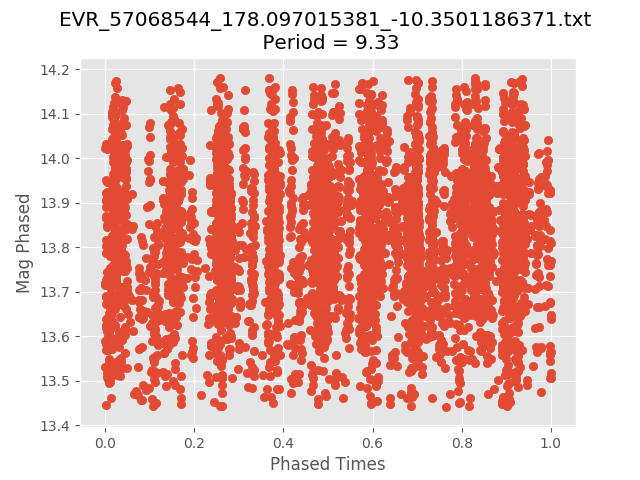 EVR_57068544_178.097015381_-10.3501186371.txt
Period = 9.33
14.2
14.1
14.0
13.9
13.8
13.7
13.6
13.5
13.4
Mag Phased
0.0 0.2 0.4 0.6 0.8 1.0
Phased Times